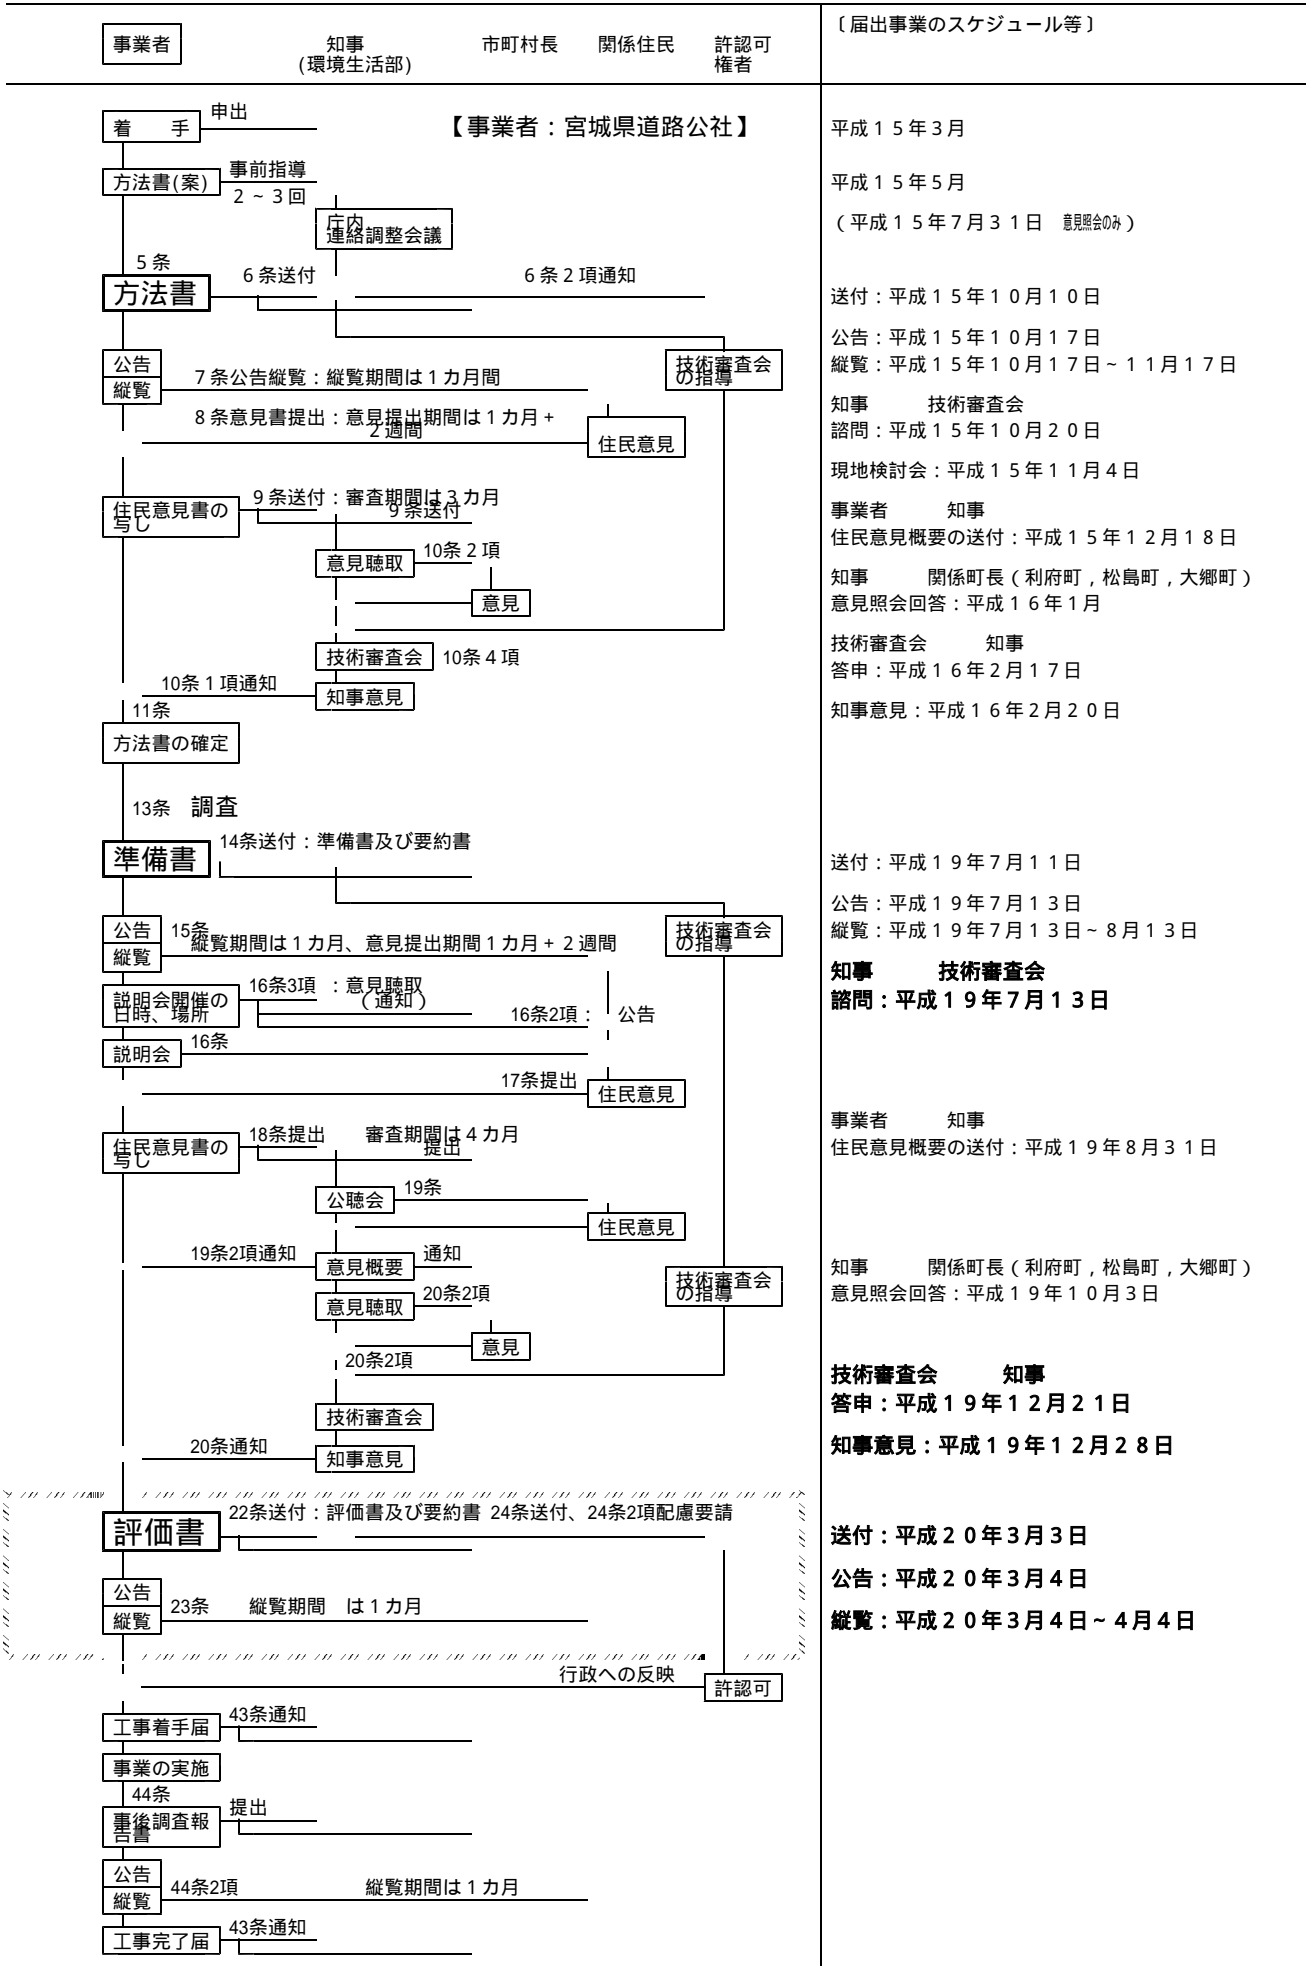 〔届出事業のスケジュール等〕
事業者
知事
(環境生活部)
市町村長
関係住民
許認可
権者
着　手
申出
【事業者：宮城県道路公社】
平成１５年３月
方法書(案)
事前指導
２～３回
平成１５年５月
庁内
連絡調整会議
（平成１５年７月３１日　意見照会のみ）
５条
方法書
６条送付
６条２項通知
送付：平成１５年１０月１０日
公告：平成１５年１０月１７日
縦覧：平成１５年１０月１７日～１１月１７日
公告
縦覧
７条公告縦覧：縦覧期間は１カ月間
技術審査会
の指導
８条意見書提出：意見提出期間は１カ月＋
２週間
住民意見
知事　　　技術審査会
諮問：平成１５年１０月２０日
現地検討会：平成１５年１１月４日
住民意見書の
写し
９条送付：審査期間は３カ月
９条送付
事業者　　　知事
住民意見概要の送付：平成１５年１２月１８日
意見聴取
10条２項
意見
知事　　　関係町長（利府町，松島町，大郷町）
意見照会回答：平成１６年１月
技術審査会
10条４項
技術審査会　　　知事
答申：平成１６年２月１７日
10条１項通知
知事意見
知事意見：平成１６年２月２０日
11条
方法書の確定
13条　調査
準備書
14条送付：準備書及び要約書
送付：平成１９年７月１１日
公告：平成１９年７月１３日
縦覧：平成１９年７月１３日～８月１３日
公告
縦覧
15条
縦覧期間は１カ月、意見提出期間１カ月＋２週間
技術審査会
の指導
知事　　　技術審査会
諮問：平成１９年７月１３日
説明会開催の
日時、場所
16条3項　：意見聴取
（通知）
16条2項：　公告
説明会
16条
17条提出
住民意見
事業者　　　知事
住民意見概要の送付：平成１９年８月３１日
住民意見書の
写し
18条提出　　審査期間は４カ月
提出
公聴会
19条
住民意見
19条2項通知
意見概要
通知
意見聴取
20条2項
技術審査会
の指導
知事　　　関係町長（利府町，松島町，大郷町）
意見照会回答：平成１９年１０月３日
意見
20条2項
技術審査会　　　知事
答申：平成１９年１２月２１日
技術審査会
20条通知
知事意見
知事意見：平成１９年１２月２８日
評価書
22条送付：評価書及び要約書 24条送付、24条2項配慮要請
送付：平成２０年３月３日
公告：平成２０年３月４日
公告
縦覧
23条　　縦覧期間　は１カ月
縦覧：平成２０年３月４日～４月４日
行政への反映
許認可
工事着手届
43条通知
事業の実施
44条
事後調査報
告書
提出
公告
縦覧
44条2項
縦覧期間は１カ月
工事完了届
43条通知